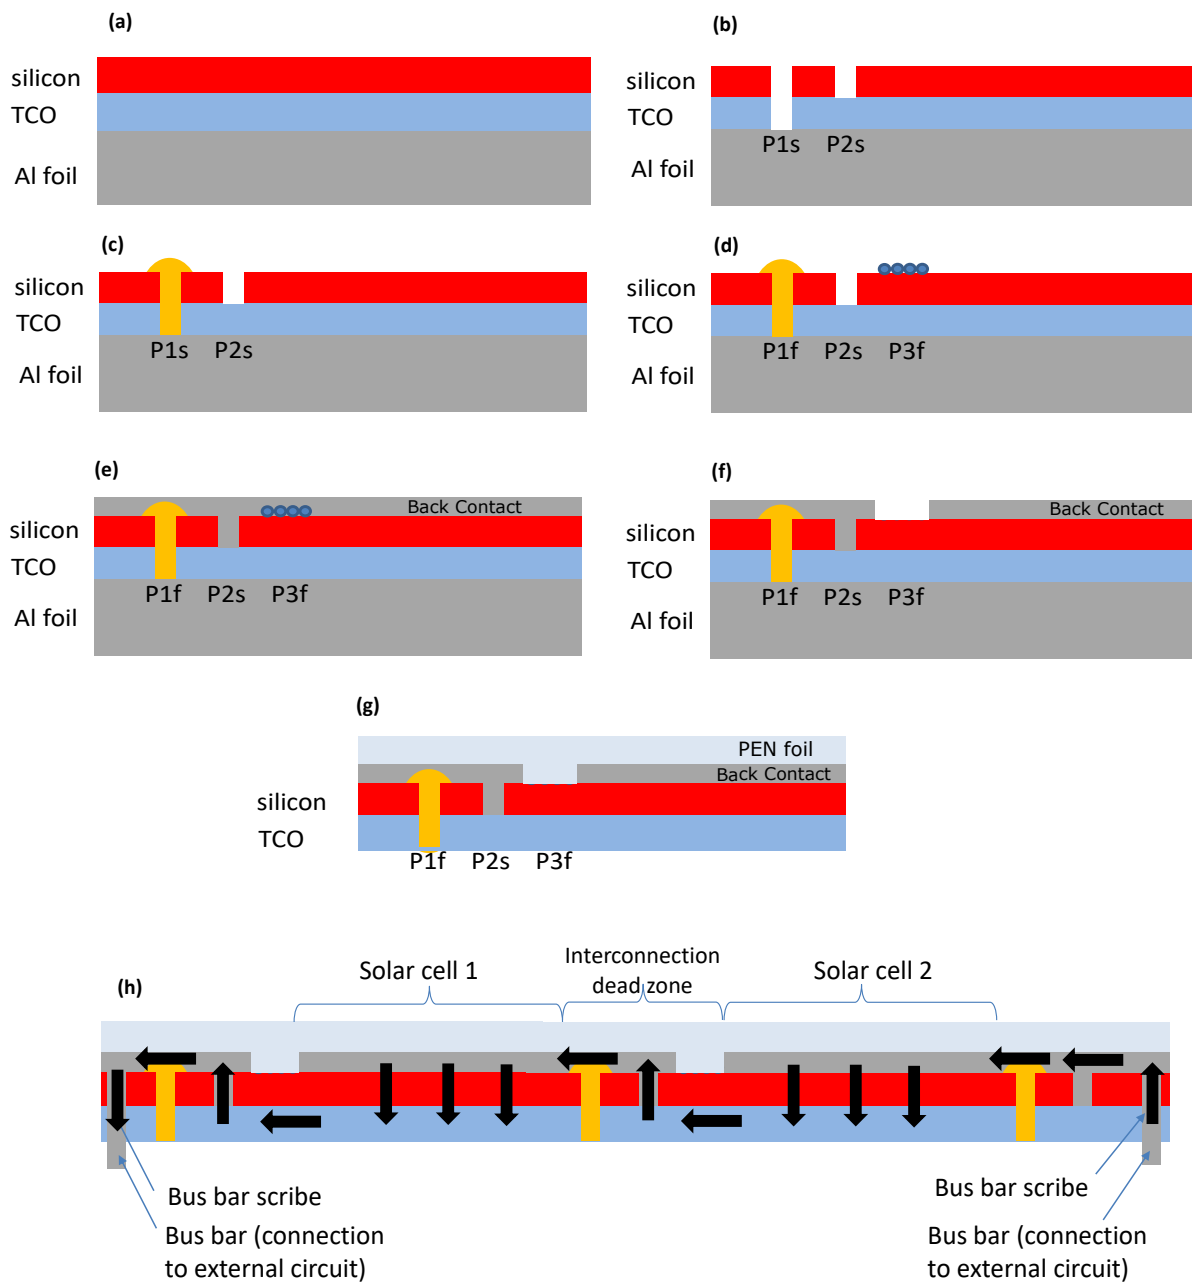 (a)
silicon
TCO
Al foil
(b)
silicon
TCO
P1s P2s
Al foil
(c)
silicon
TCO
P1s P2s
Al foil
(d)
silicon
TCO
P1f P2s P3f
Al foil
(e)
Back Contact
silicon
TCO
P1f P2s P3f
Al foil
(f)
Back Contact
silicon
TCO
P1f P2s P3f
Al foil
(g)
PEN foil
Back Contact
silicon
TCO
P1f P2s P3f
(h)
Solar cell 1
Interconnection
dead zone
Solar cell 2
Bus bar scribe
Bus bar (connection
to external circuit)
Bus bar scribe
Bus bar (connection
to external circuit)